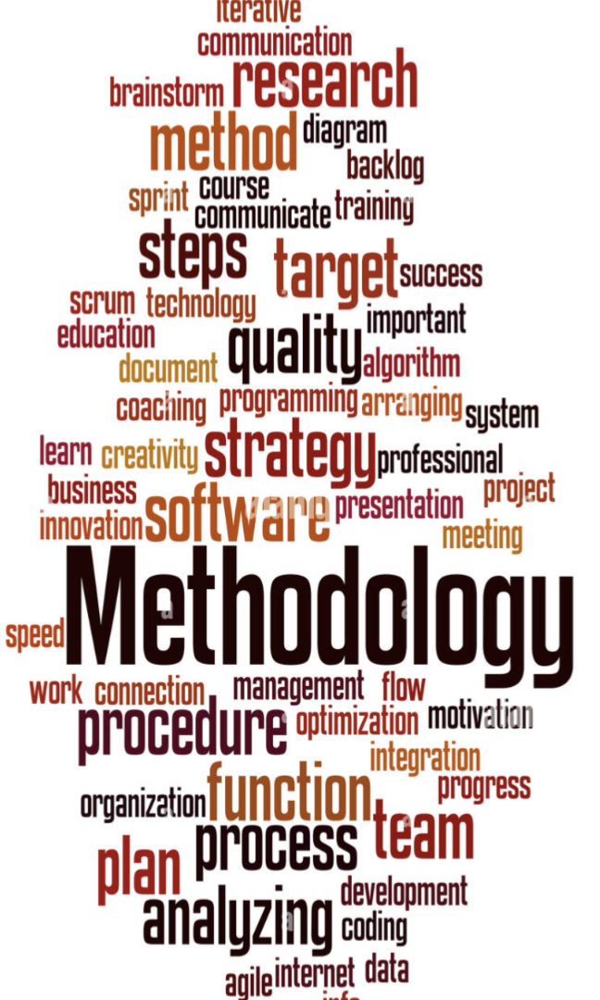 iterative
communication
research
brainstorm
method
diagram
backlog
sprint
course
communicate
training
steps
target
success
scrum
technology
important
education
quality
document
algorithm
coaching
programming
arranging
system
learn
creativity
strategy
professional
business
project
innovation
software
presentation
meeting
Methodology
speed
work
connection
management
flow
procedure
optimization
motivation
integration
function
progress
organization
process
team
plan
analyzing
development
coding
agile
internet
data